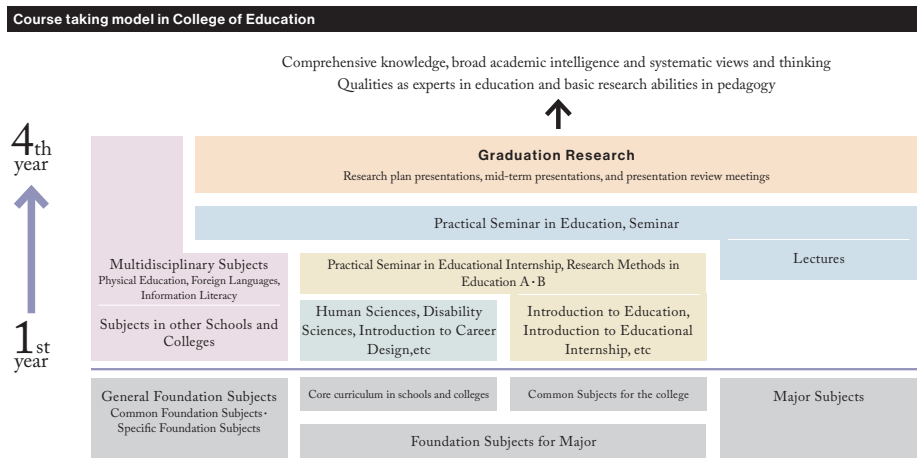 Course taking model in College of Education
Comprehensive knowledge, broad academic intelligence and systematic views and thinking
Qualities as experts in education and basic research abilities in pedagogy
4th
year
Graduation Research
Research plan presentations, mid-term presentations, and presentation review meetings
Practical Seminar in Education, Seminar
Lectures
Multidisciplinary Subjects
Physical Education, Foreign Languages,
Information Literacy
Subjects in other Schools and
Colleges
Practical Seminar in Educational Internship, Research Methods in
Education A・B
Human Sciences, Disability
Sciences, Introduction to Career
Design,etc
Introduction to Education,
Introduction to Educational
Internship, etc
1st
year
General Foundation Subjects
Common Foundation Subjects・
Specific Foundation Subjects
Core curriculum in schools and colleges
Common Subjects for the college
Foundation Subjects for Major
Major Subjects